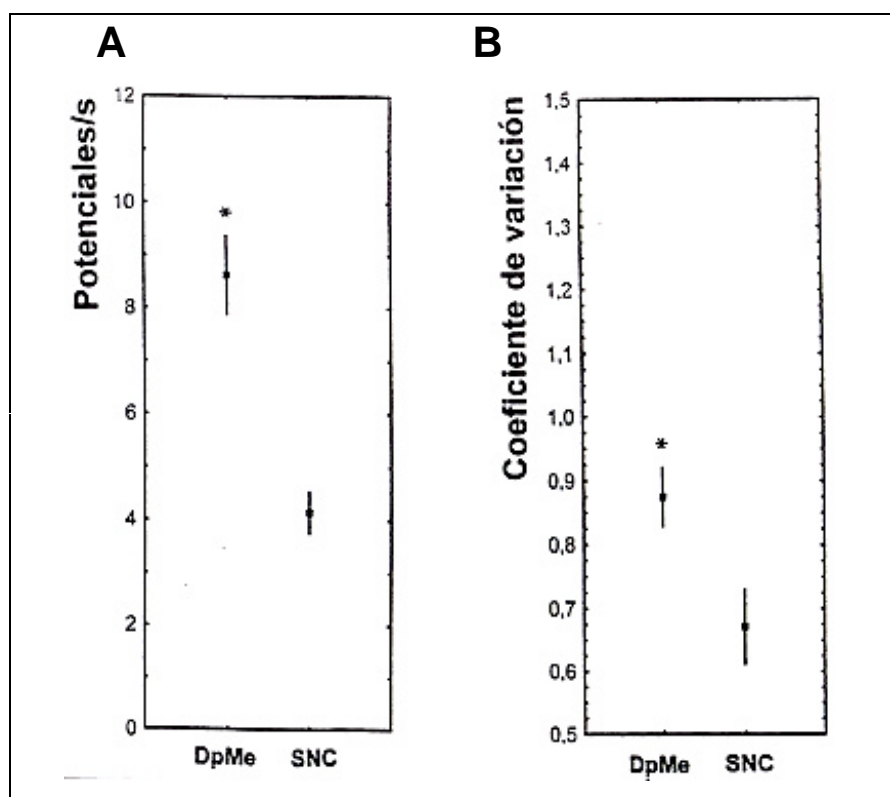 A
B
Potenciales/s
12
10
8
6
4
2
0
*
DpMe
SNC
Coeficiente de variación
1,5
1,4
1,3
1,2
1,1
1,0
0,9
0,8
0,7
0,6
0,5
*
DpMe
SNC